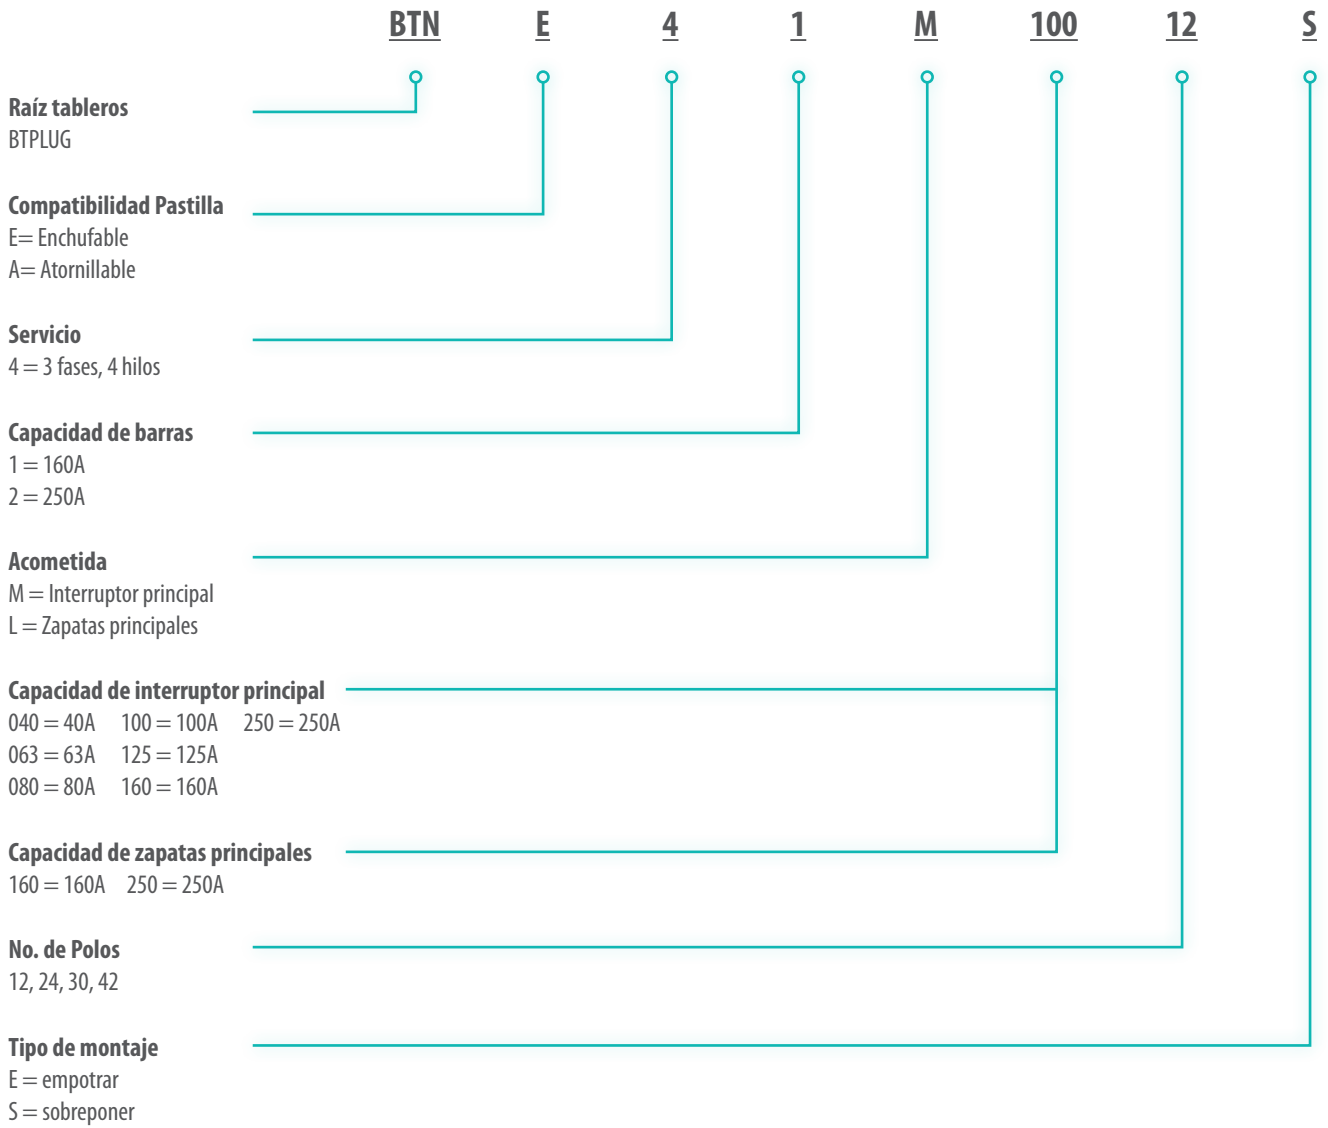 BTN E 4 1 M 100 12 S
Raíz tableros
BTPLUG
Compatibilidad Pastilla
E= Enchufable
A= Atornillable
Servicio
4 = 3 fases, 4 hilos
Capacidad de barras
1 = 160A
2 = 250A
Acometida
M = Interruptor principal
L = Zapatas principales
Capacidad de interruptor principal
040 = 40A 100 = 100A 250 = 250A
063 = 63A 125 = 125A
080 = 80A 160 = 160A
Capacidad de zapatas principales
160 = 160A 250 = 250A
No. de Polos
12, 24, 30, 42
Tipo de montaje
E = empotrar
S = sobreponer